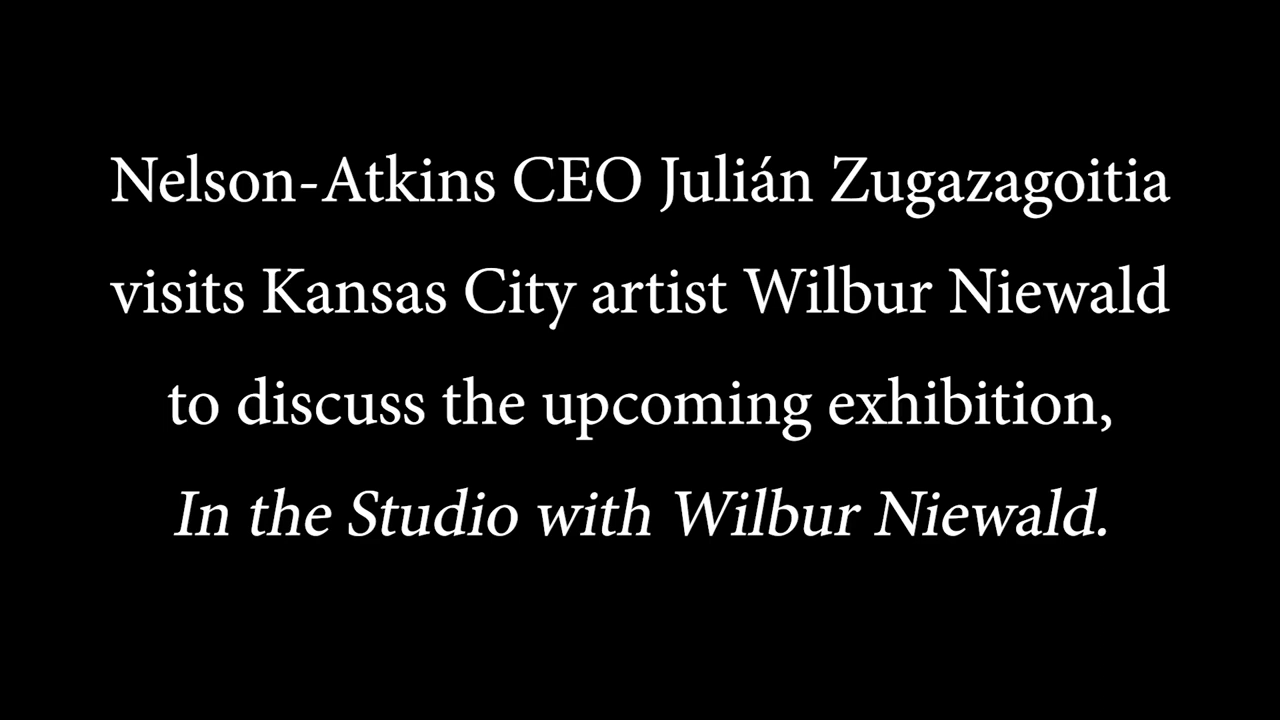 Nelson-Atkins CEO Julián Zugazagoitia
visits Kansas City artist Wilbur Niewald
to discuss the upcoming exhibition,
In the Studio with Wilbur Niewald.